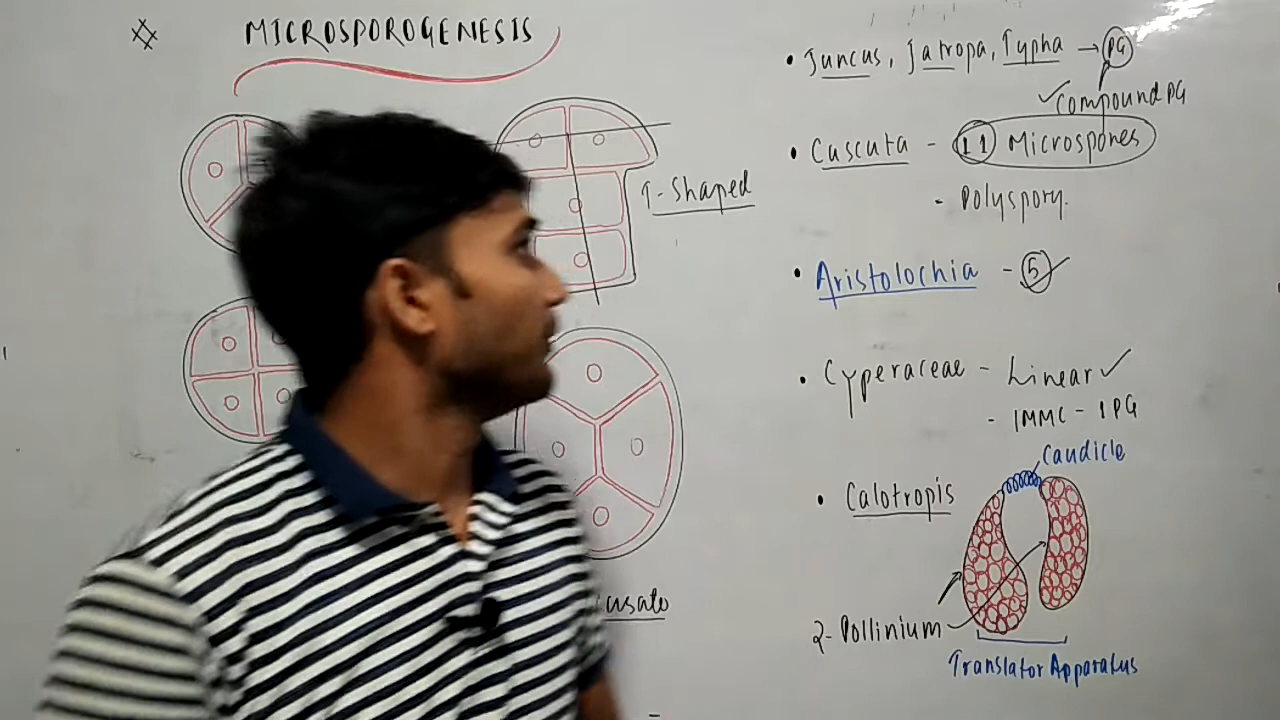 MICROSPOROGENESIS
T-Shaped
• Juncus, Jatropa, Typha → PG
✓Compound PG
• Cuscuta - 11 Microspores
- Polyspory.
• Aristolochia - 5 ✓
• Cyperaceae - Linear ✓
- 1MMC - 1PG
Caudicle
• Calotropis
2-Pollinium
Translator Apparatus